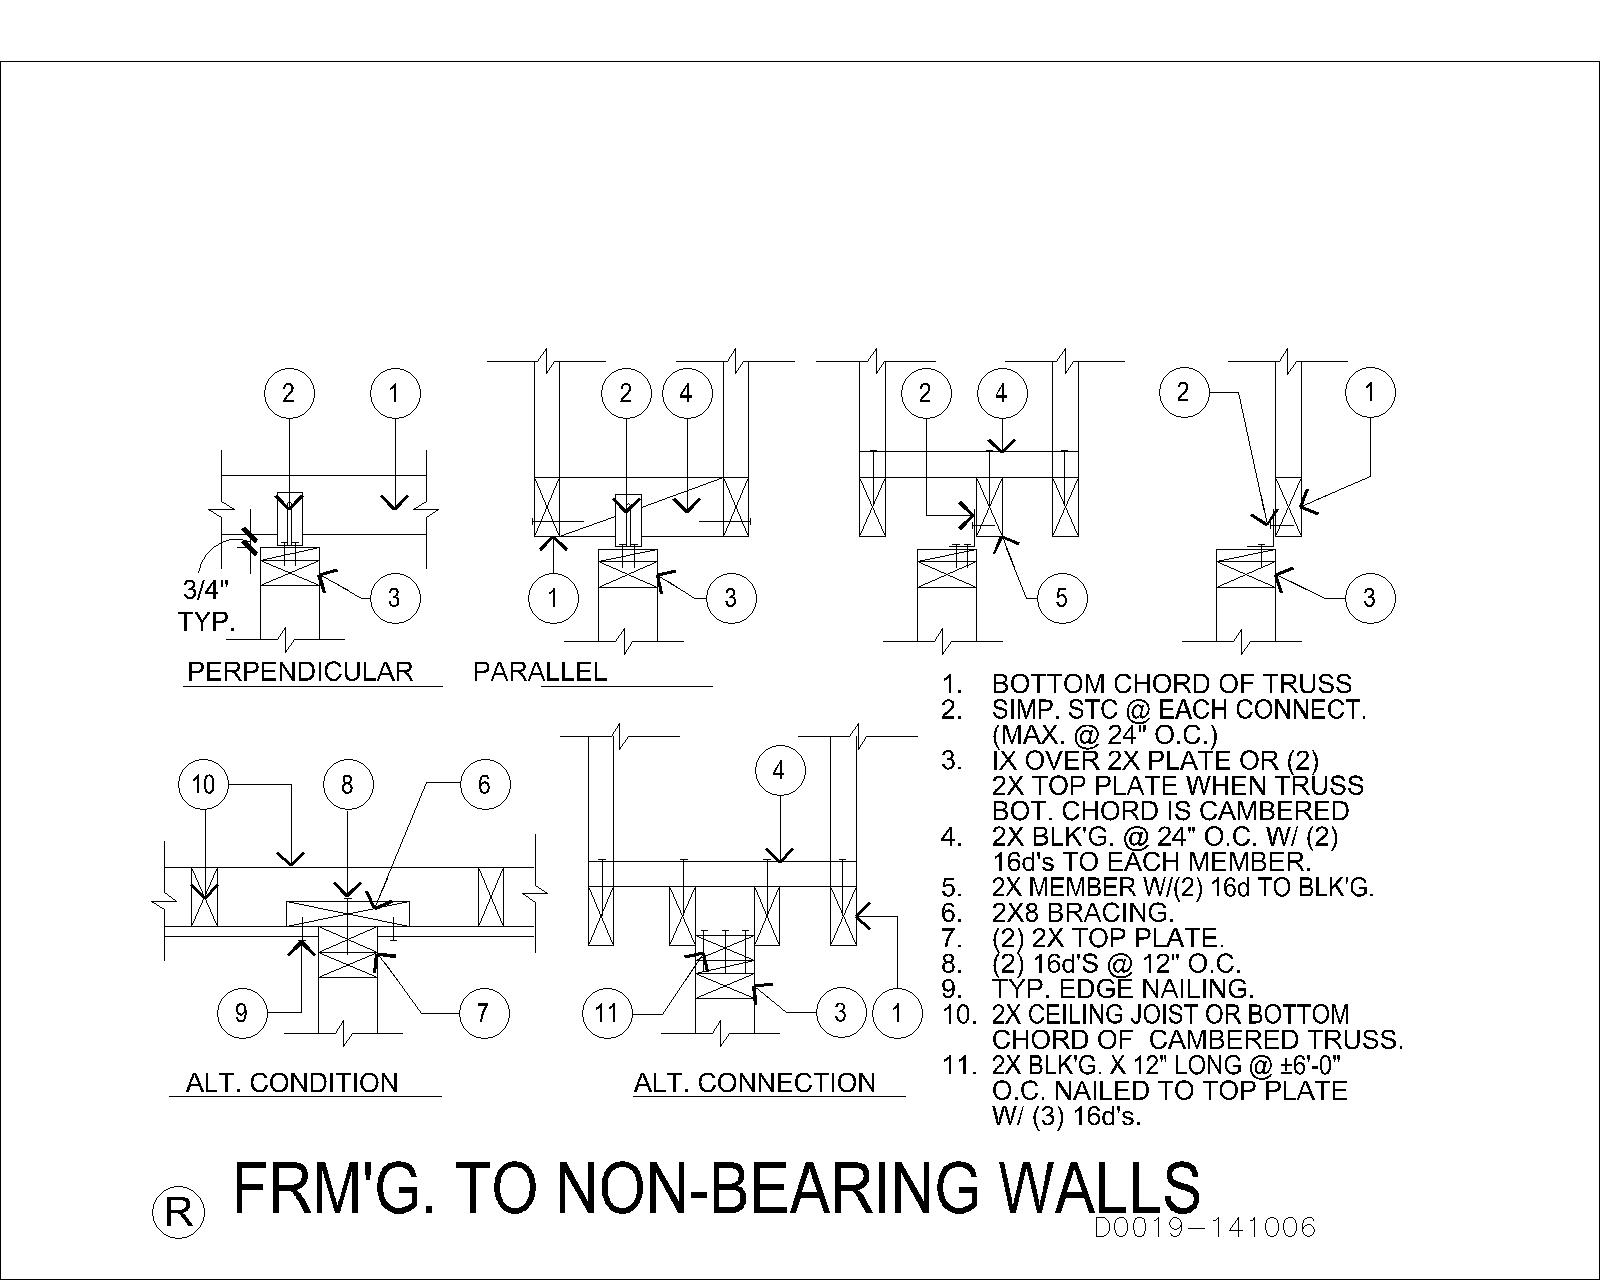 2
1
2
4
2
4
2
1
3/4"
TYP.
3
1
3
5
3
PERPENDICULAR
PARALLEL
10
8
6
4
9
7
11
3
1
ALT. CONDITION
ALT. CONNECTION
1. BOTTOM CHORD OF TRUSS
2. SIMP. STC @ EACH CONNECT.
(MAX. @ 24" O.C.)
3. IX OVER 2X PLATE OR (2)
2X TOP PLATE WHEN TRUSS
BOT. CHORD IS CAMBERED
4. 2X BLK'G. @ 24" O.C. W/ (2)
16d's TO EACH MEMBER.
5. 2X MEMBER W/(2) 16d TO BLK'G.
6. 2X8 BRACING.
7. (2) 2X TOP PLATE.
8. (2) 16d'S @ 12" O.C.
9. TYP. EDGE NAILING.
10. 2X CEILING JOIST OR BOTTOM
CHORD OF CAMBERED TRUSS.
11. 2X BLK'G. X 12" LONG @ ±6'-0"
O.C. NAILED TO TOP PLATE
W/ (3) 16d's.
R FRM'G. TO NON-BEARING WALLS
D0019-141006